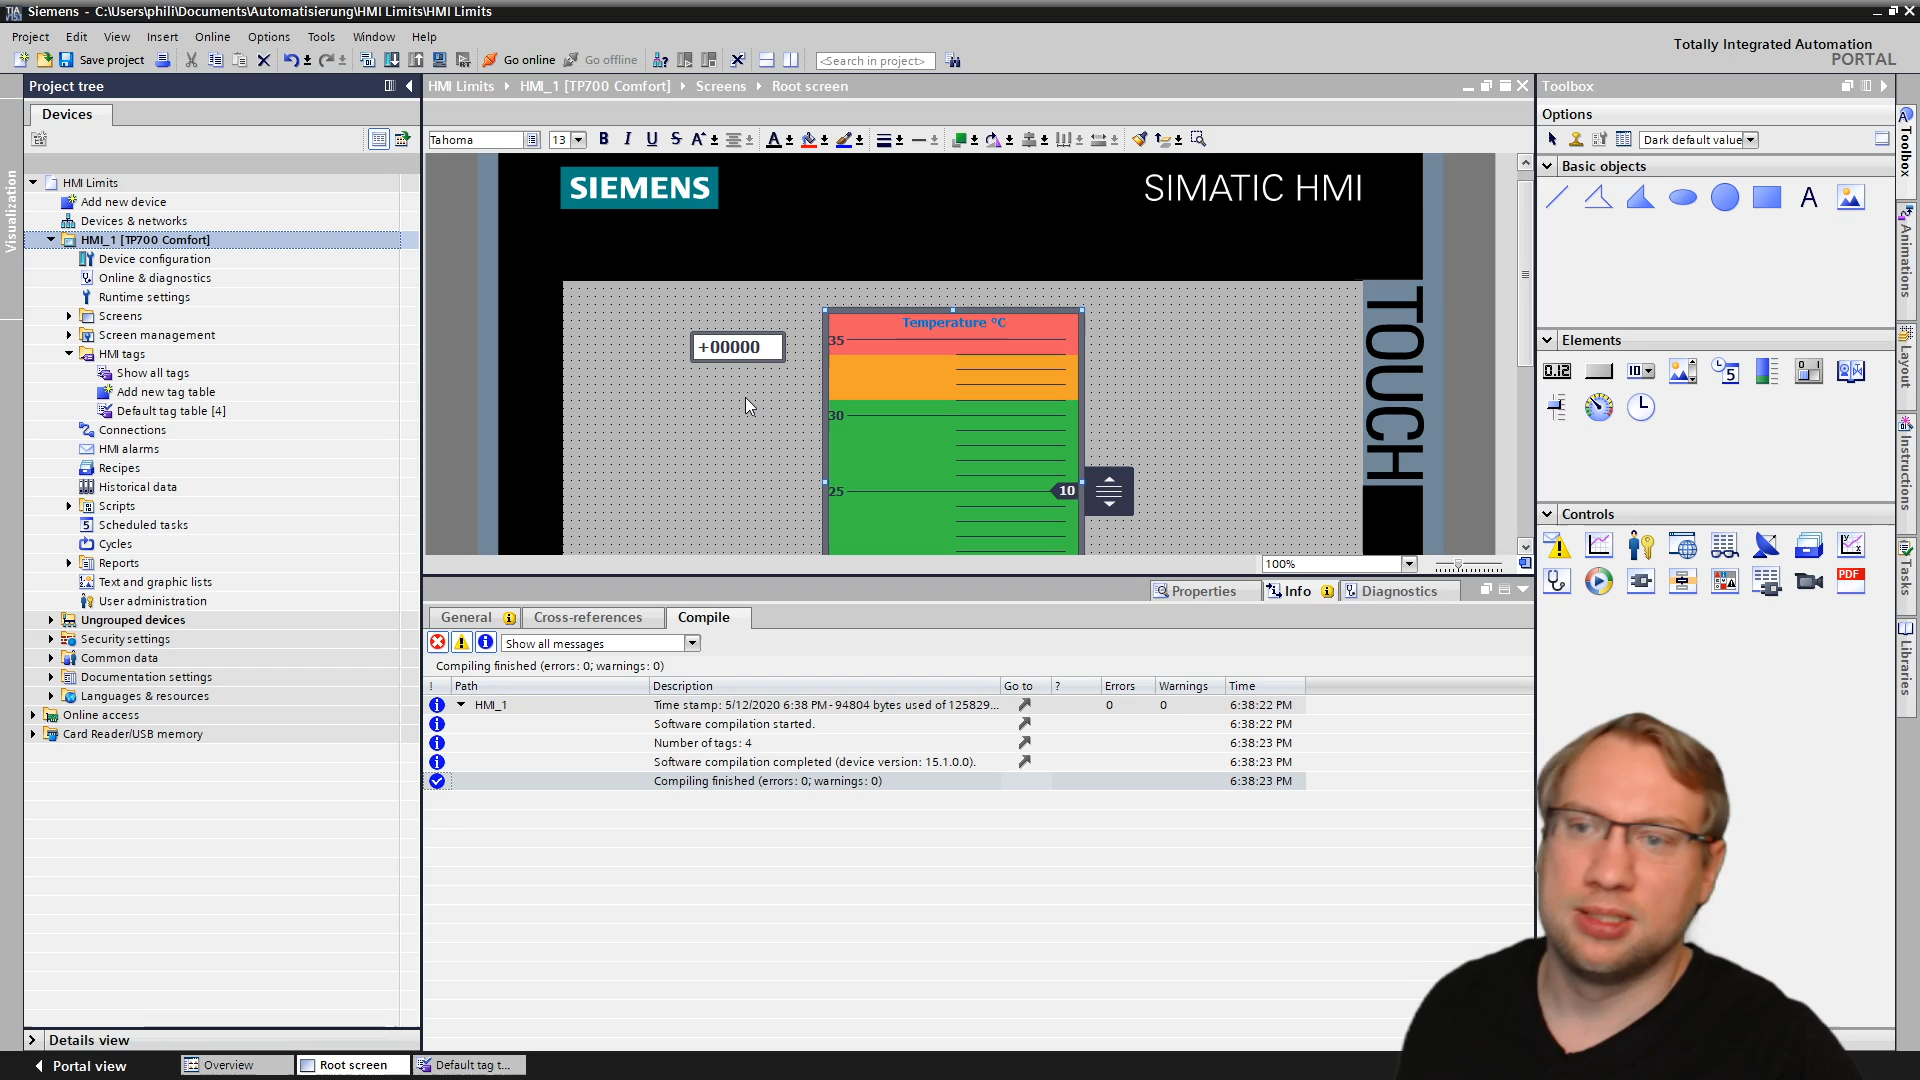 Siemens - C:\Users\phili\Documents\Automatisierung\HMI Limits\HMI Limits
Project Edit View Insert Online Options Tools Window Help
Totally Integrated Automation
PORTAL
Save project
Go online
Go offline
<Search in project>
Project tree
HMI Limits
HMI_1 [TP700 Comfort]
Screens
Root screen
Toolbox
Devices
Options
Tahoma
13
Dark default value
Basic objects
Visualization
HMI Limits
Add new device
Devices & networks
HMI_1 [TP700 Comfort]
Device configuration
Online & diagnostics
Runtime settings
Screens
Screen management
HMI tags
Show all tags
Add new tag table
Default tag table [4]
Connections
HMI alarms
Recipes
Historical data
Scripts
Scheduled tasks
Cycles
Reports
Text and graphic lists
User administration
Ungrouped devices
Security settings
Common data
Documentation settings
Languages & resources
Online access
Card Reader/USB memory
SIEMENS
SIMATIC HMI
TOUCH
+00000
Temperature °C
35
30
25
10
100%
Elements
0.12
10
5
Controls
PDF
Toolbox
Animations
Layout
Instructions
Tasks
Libraries
Properties
Info
Diagnostics
General
Cross-references
Compile
Show all messages
Compiling finished (errors: 0; warnings: 0)
! Path Description Go to ? Errors Warnings Time
HMI_1 Time stamp: 5/12/2020 6:38 PM - 94804 bytes used of 125829... 0 0 6:38:22 PM
Software compilation started. 6:38:22 PM
Number of tags: 4 6:38:23 PM
Software compilation completed (device version: 15.1.0.0). 6:38:23 PM
Compiling finished (errors: 0; warnings: 0) 6:38:23 PM
Details view
Portal view
Overview
Root screen
Default tag t...